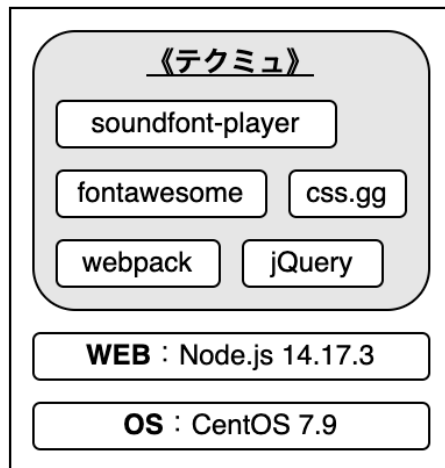 《テクミュ》
soundfont-player
fontawesome
css.gg
webpack
jQuery
WEB：Node.js 14.17.3
OS：CentOS 7.9